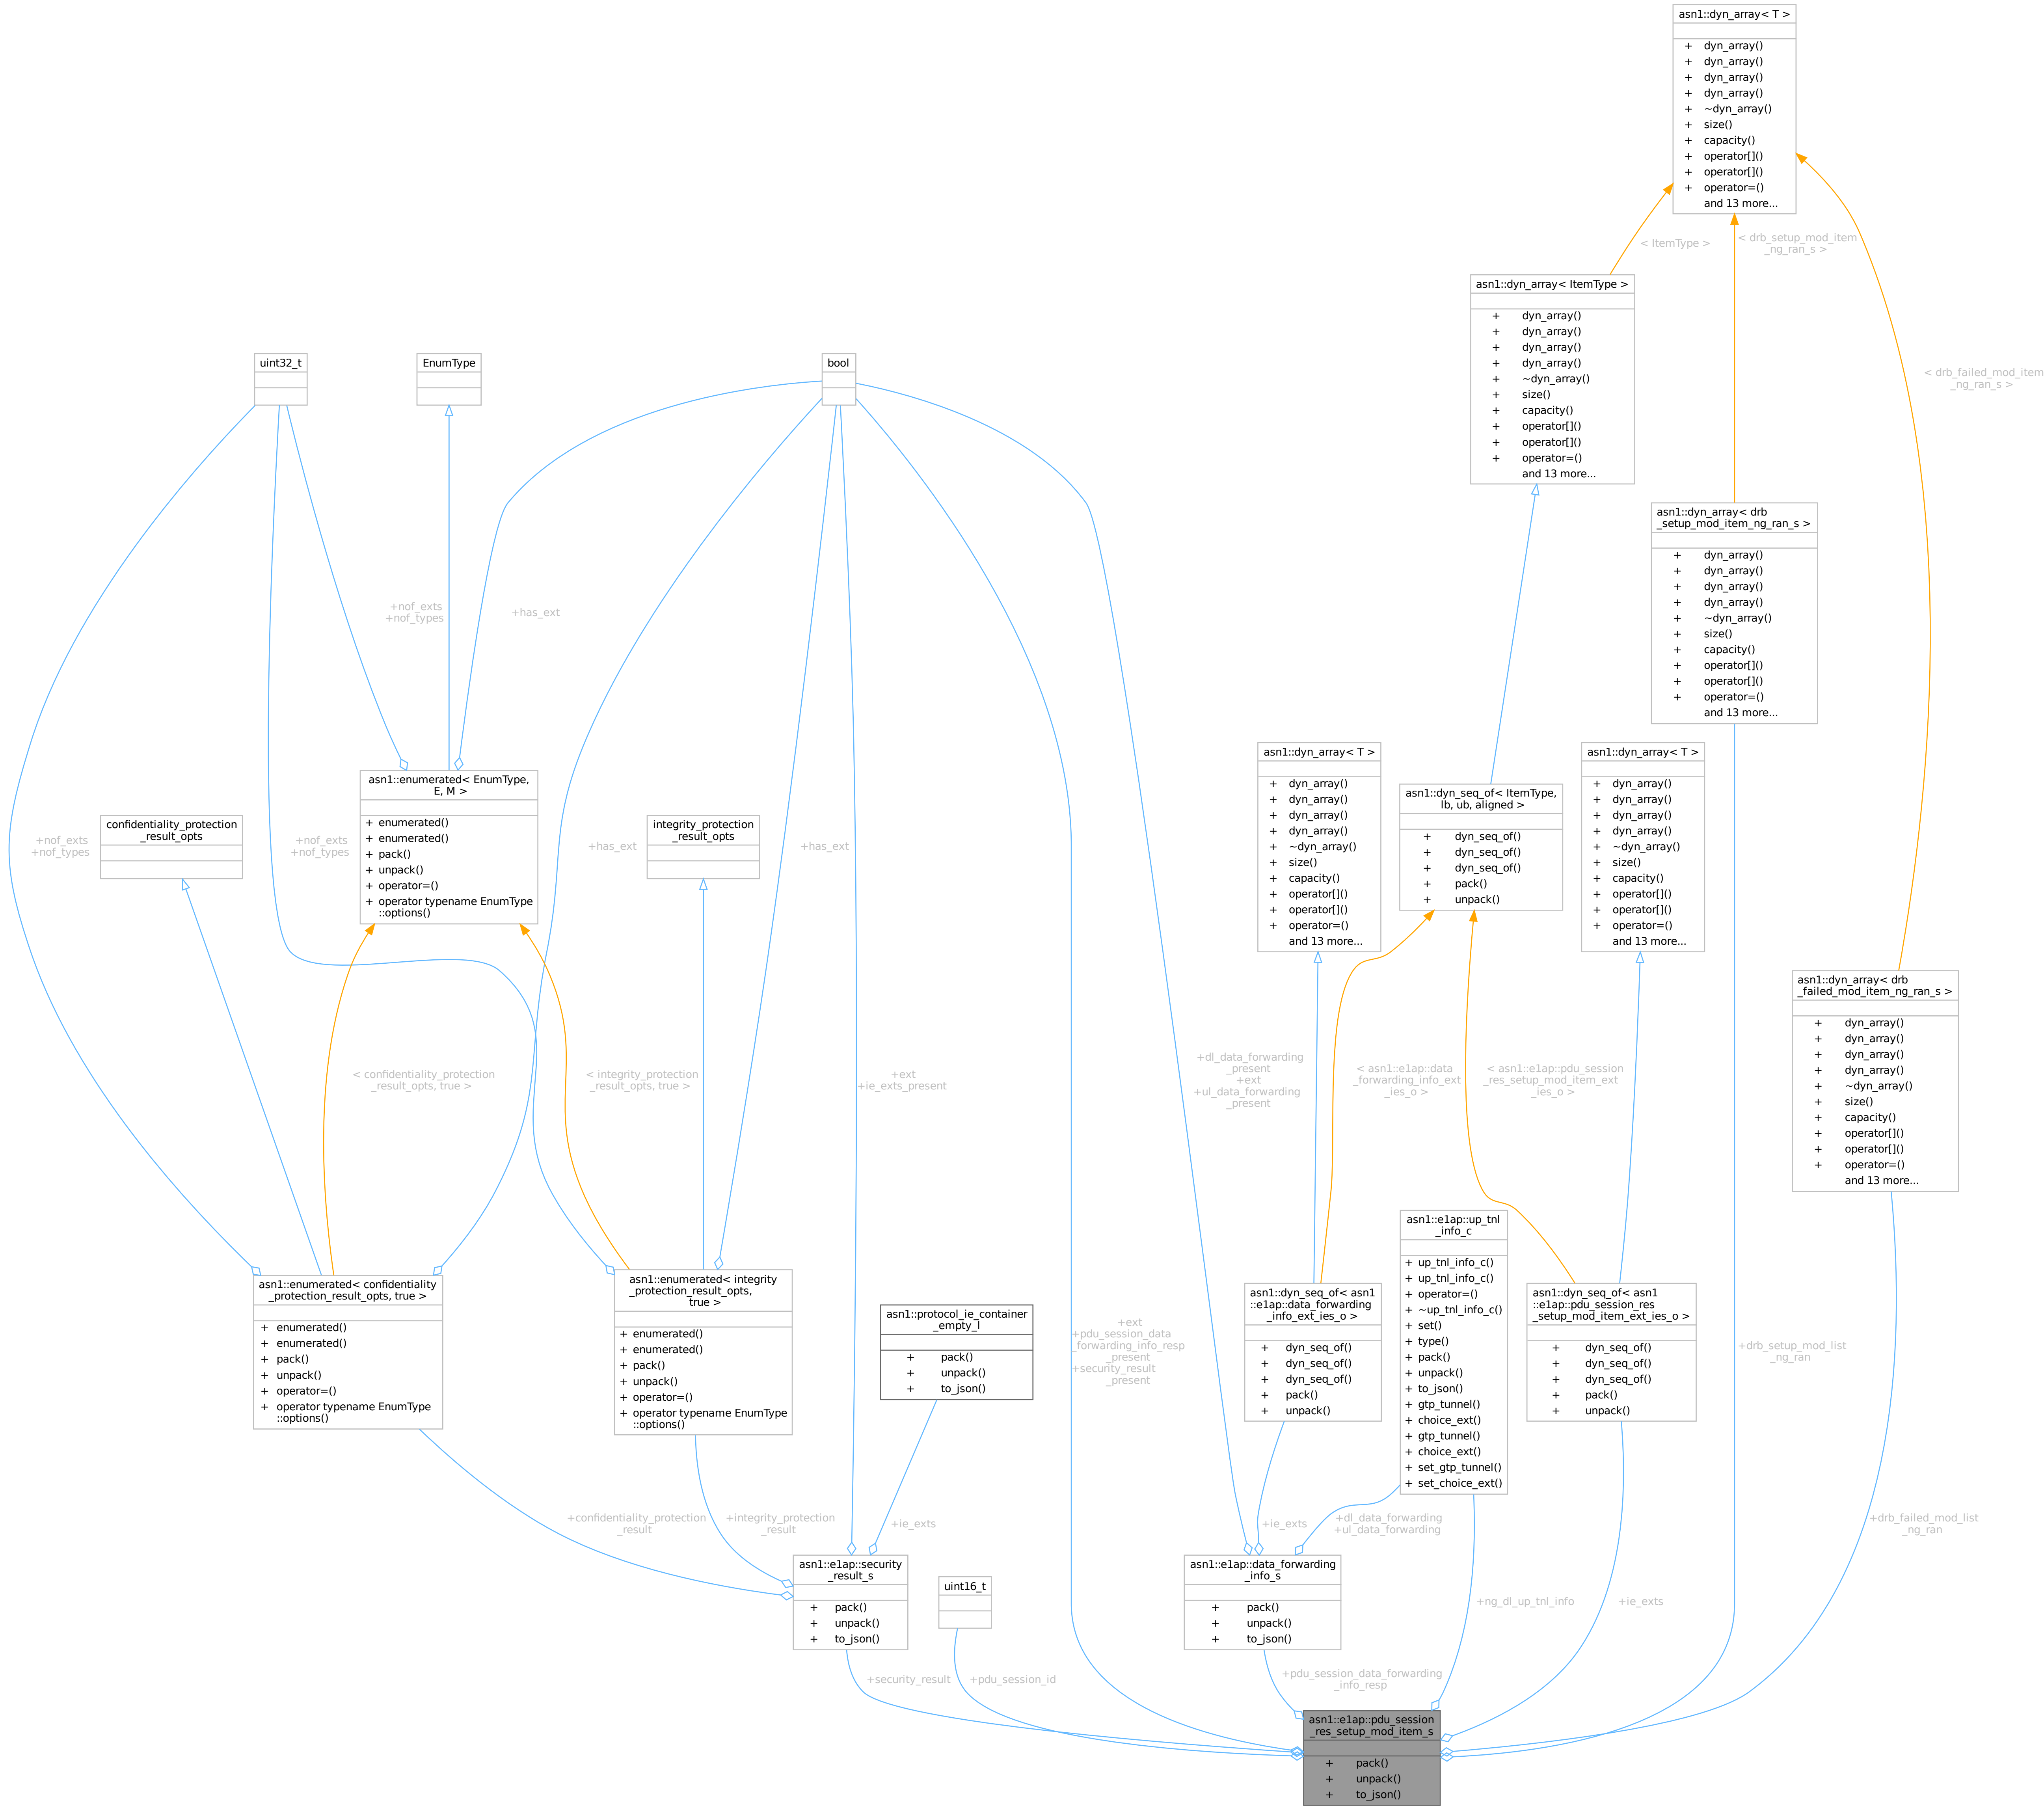 asn1::dyn_array< T >
+ dyn_array()
+ dyn_array()
+ dyn_array()
+ dyn_array()
+ ~dyn_array()
+ size()
+ capacity()
+ operator[]()
+ operator[]()
+ operator=()
and 13 more...
< ItemType >
< drb_setup_mod_item
_ng_ran_s >
< drb_failed_mod_item
_ng_ran_s >
asn1::dyn_array< ItemType >
+ dyn_array()
+ dyn_array()
+ dyn_array()
+ dyn_array()
+ ~dyn_array()
+ size()
+ capacity()
+ operator[]()
+ operator[]()
+ operator=()
and 13 more...
uint32_t
EnumType
bool
asn1::dyn_array< drb
_setup_mod_item_ng_ran_s >
+ dyn_array()
+ dyn_array()
+ dyn_array()
+ dyn_array()
+ ~dyn_array()
+ size()
+ capacity()
+ operator[]()
+ operator[]()
+ operator=()
and 13 more...
+nof_exts
+nof_types
+has_ext
asn1::enumerated< EnumType,
E, M >
+ enumerated()
+ enumerated()
+ pack()
+ unpack()
+ operator=()
+ operator typename EnumType
::options()
confidentiality_protection
_result_opts
integrity_protection
_result_opts
+nof_exts
+nof_types
+nof_exts
+nof_types
+has_ext
+has_ext
asn1::dyn_array< T >
+ dyn_array()
+ dyn_array()
+ dyn_array()
+ dyn_array()
+ ~dyn_array()
+ size()
+ capacity()
+ operator[]()
+ operator[]()
+ operator=()
and 13 more...
asn1::dyn_seq_of< ItemType,
lb, ub, aligned >
+ dyn_seq_of()
+ dyn_seq_of()
+ dyn_seq_of()
+ pack()
+ unpack()
asn1::dyn_array< T >
+ dyn_array()
+ dyn_array()
+ dyn_array()
+ dyn_array()
+ ~dyn_array()
+ size()
+ capacity()
+ operator[]()
+ operator[]()
+ operator=()
and 13 more...
asn1::dyn_array< drb
_failed_mod_item_ng_ran_s >
+ dyn_array()
+ dyn_array()
+ dyn_array()
+ dyn_array()
+ ~dyn_array()
+ size()
+ capacity()
+ operator[]()
+ operator[]()
+ operator=()
and 13 more...
< confidentiality_protection
_result_opts, true >
< integrity_protection
_result_opts, true >
+ext
+ie_exts_present
+dl_data_forwarding
_present
+ext
+ul_data_forwarding
_present
< asn1::e1ap::data
_forwarding_info_ext
_ies_o >
< asn1::e1ap::pdu_session
_res_setup_mod_item_ext
_ies_o >
asn1::enumerated< confidentiality
_protection_result_opts, true >
+ enumerated()
+ enumerated()
+ pack()
+ unpack()
+ operator=()
+ operator typename EnumType
::options()
asn1::enumerated< integrity
_protection_result_opts,
true >
+ enumerated()
+ enumerated()
+ pack()
+ unpack()
+ operator=()
+ operator typename EnumType
::options()
asn1::protocol_ie_container
_empty_l
+ pack()
+ unpack()
+ to_json()
+ext
+pdu_session_data
_forwarding_info_resp
_present
+security_result
_present
asn1::dyn_seq_of< asn1
::e1ap::data_forwarding
_info_ext_ies_o >
+ dyn_seq_of()
+ dyn_seq_of()
+ dyn_seq_of()
+ pack()
+ unpack()
asn1::e1ap::up_tnl
_info_c
+ up_tnl_info_c()
+ up_tnl_info_c()
+ operator=()
+ ~up_tnl_info_c()
+ set()
+ type()
+ pack()
+ unpack()
+ to_json()
+ gtp_tunnel()
+ choice_ext()
+ gtp_tunnel()
+ choice_ext()
+ set_gtp_tunnel()
+ set_choice_ext()
asn1::dyn_seq_of< asn1
::e1ap::pdu_session_res
_setup_mod_item_ext_ies_o >
+ dyn_seq_of()
+ dyn_seq_of()
+ dyn_seq_of()
+ pack()
+ unpack()
+drb_setup_mod_list
_ng_ran
+confidentiality_protection
_result
+integrity_protection
_result
+ie_exts
+ie_exts
+dl_data_forwarding
+ul_data_forwarding
+drb_failed_mod_list
_ng_ran
asn1::e1ap::security
_result_s
+ pack()
+ unpack()
+ to_json()
uint16_t
asn1::e1ap::data_forwarding
_info_s
+ pack()
+ unpack()
+ to_json()
+ng_dl_up_tnl_info
+ie_exts
+security_result
+pdu_session_id
+pdu_session_data_forwarding
_info_resp
asn1::e1ap::pdu_session
_res_setup_mod_item_s
+ pack()
+ unpack()
+ to_json()